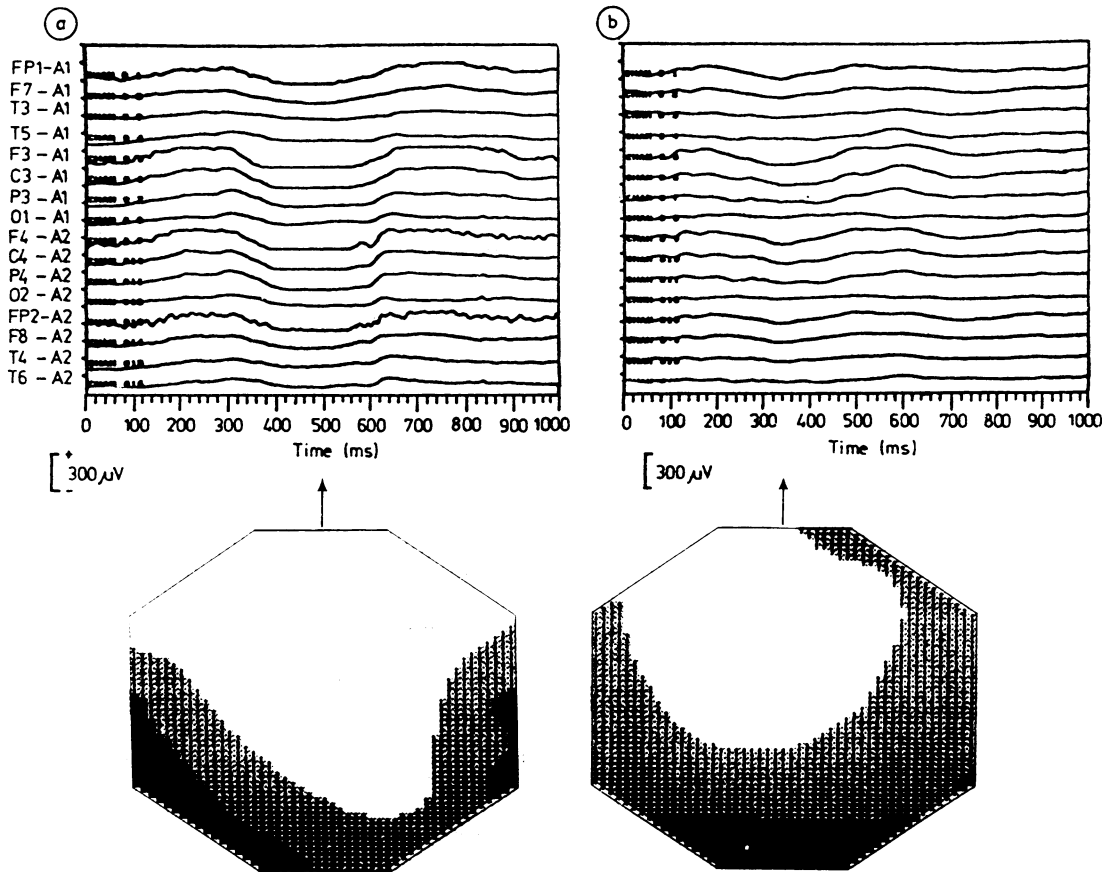 a
b
FP1-A1
F7 - A1
T3 - A1
T5 - A1
F3 - A1
C3 - A1
P3 - A1
O1 - A1
F4 - A2
C4 - A2
P4 - A2
O2 - A2
FP2-A2
F8 - A2
T4 - A2
T6 - A2
0 100 200 300 400 500 600 700 800 900 1000
Time (ms)
0 100 200 300 400 500 600 700 800 900 1000
Time (ms)
+
300 μV
-
300 μV